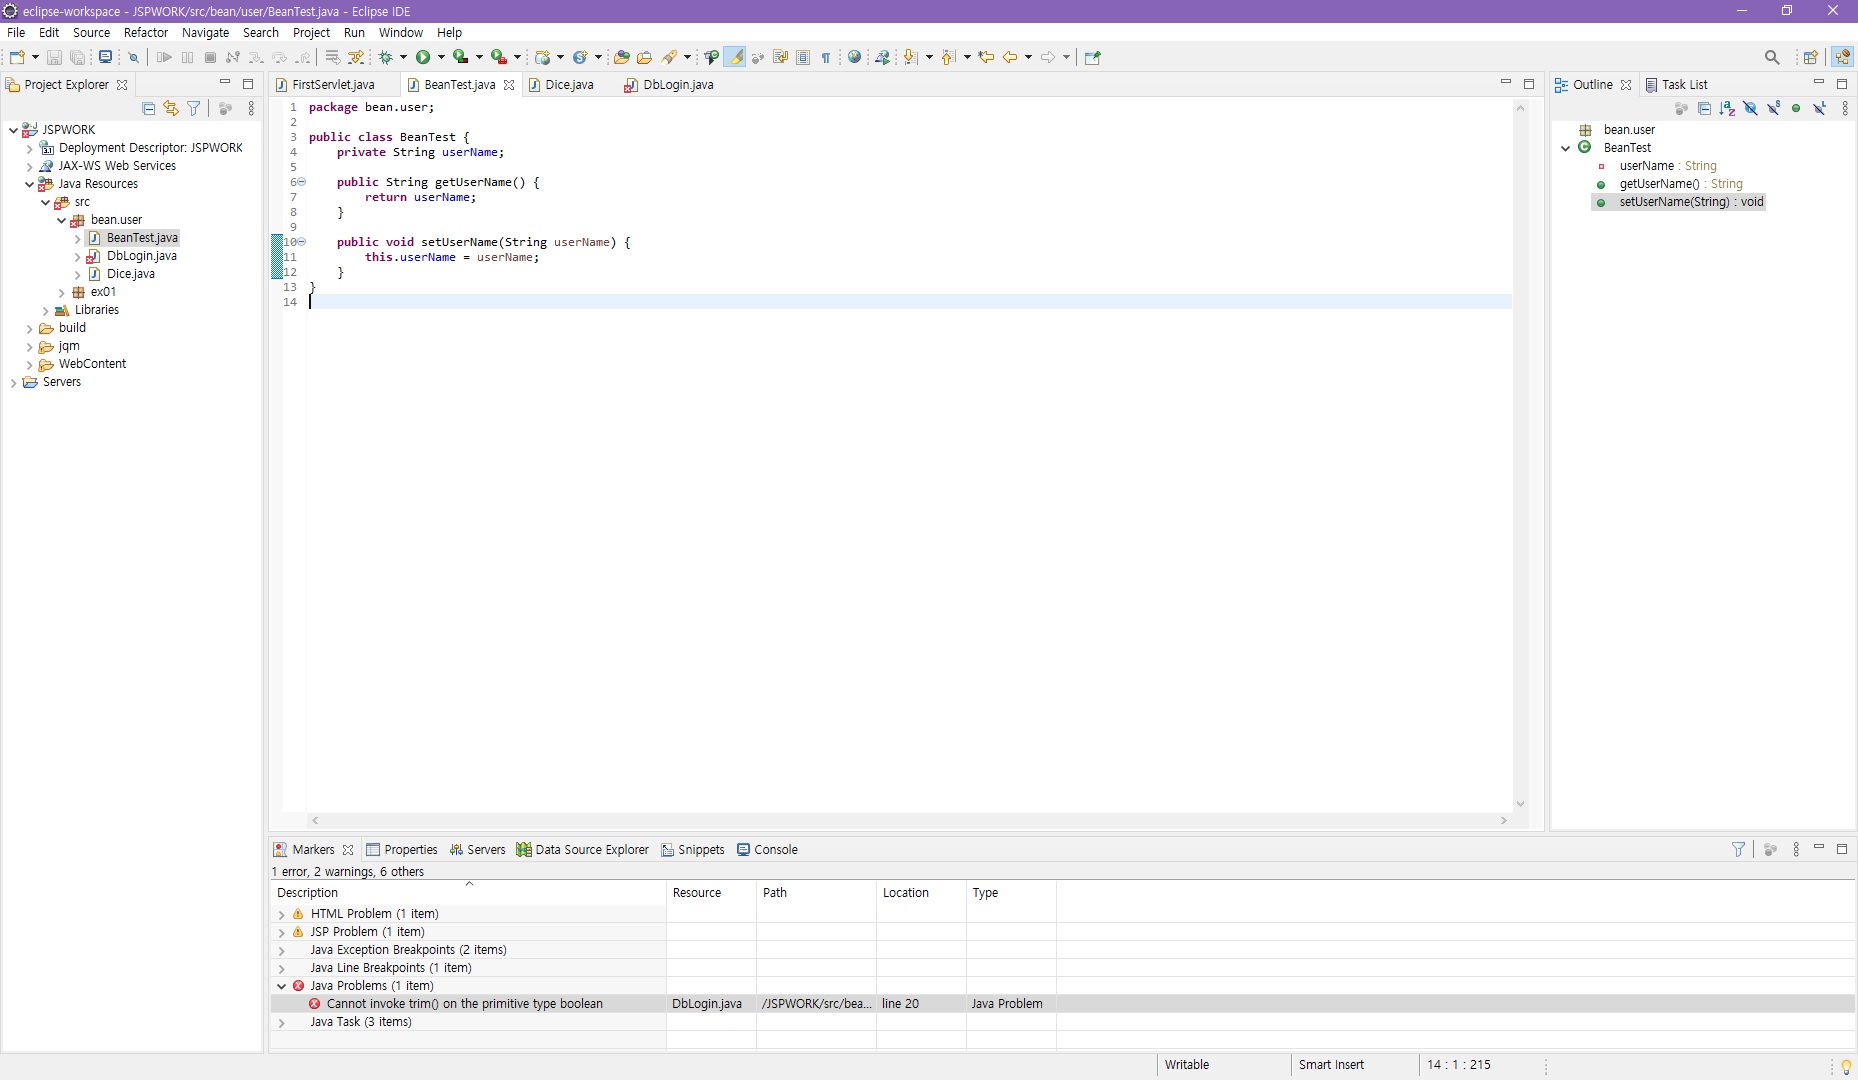 eclipse-workspace - JSPWORK/src/bean/user/BeanTest.java - Eclipse IDE
File Edit Source Refactor Navigate Search Project Run Window Help
Project Explorer
JSPWORK
Deployment Descriptor: JSPWORK
JAX-WS Web Services
Java Resources
src
bean.user
BeanTest.java
DbLogin.java
Dice.java
ex01
Libraries
build
jqm
WebContent
Servers
FirstServlet.java BeanTest.java Dice.java DbLogin.java
1 package bean.user;
2
3 public class BeanTest {
4 private String userName;
5
6 public String getUserName() {
7 return userName;
8 }
9
10 public void setUserName(String userName) {
11 this.userName = userName;
12 }
13 }
14
Outline Task List
bean.user
BeanTest
userName : String
getUserName() : String
setUserName(String) : void
Markers Properties Servers Data Source Explorer Snippets Console
1 error, 2 warnings, 6 others
Description Resource Path Location Type
HTML Problem (1 item)
JSP Problem (1 item)
Java Exception Breakpoints (2 items)
Java Line Breakpoints (1 item)
Java Problems (1 item)
Cannot invoke trim() on the primitive type boolean DbLogin.java /JSPWORK/src/bea... line 20 Java Problem
Java Task (3 items)
Writable Smart Insert 14 : 1 : 215